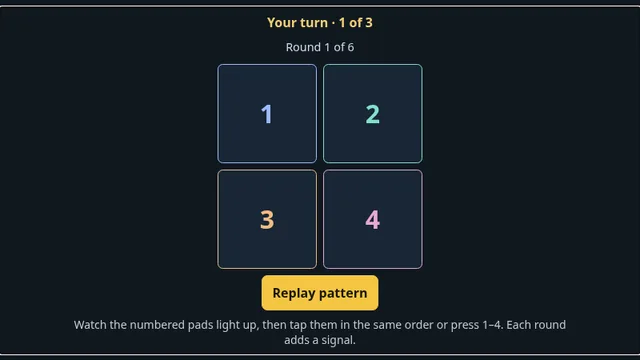 Your turn · 1 of 3
Round 1 of 6
1
2
3
4
Replay pattern
Watch the numbered pads light up, then tap them in the same order or press 1–4. Each round
adds a signal.